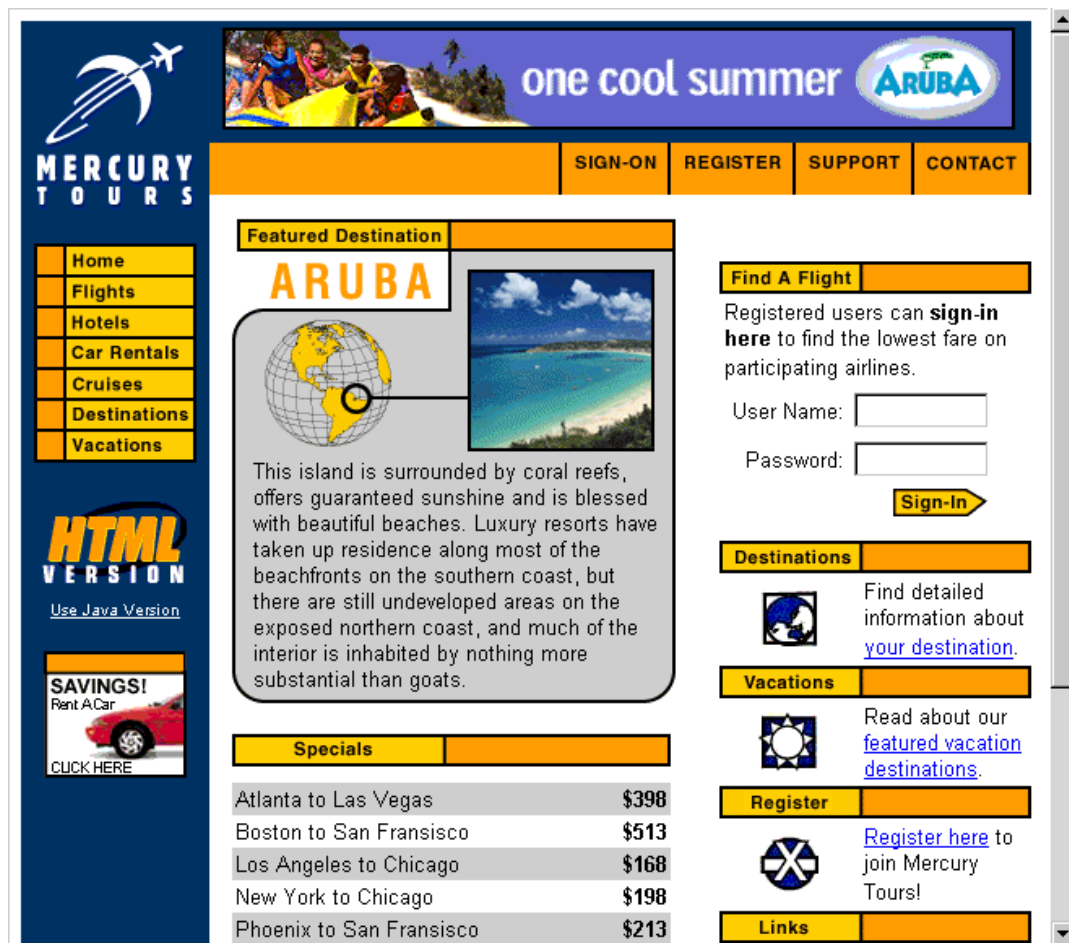 one cool summer ARUBA
MERCURY
TOURS
SIGN-ON REGISTER SUPPORT CONTACT
Home
Flights
Hotels
Car Rentals
Cruises
Destinations
Vacations
HTML
VERSION
Use Java Version
SAVINGS!
Rent A Car
CLICK HERE
Featured Destination
ARUBA
This island is surrounded by coral reefs,
offers guaranteed sunshine and is blessed
with beautiful beaches. Luxury resorts have
taken up residence along most of the
beachfronts on the southern coast, but
there are still undeveloped areas on the
exposed northern coast, and much of the
interior is inhabited by nothing more
substantial than goats.
Specials
Atlanta to Las Vegas $398
Boston to San Fransisco $513
Los Angeles to Chicago $168
New York to Chicago $198
Phoenix to San Fransisco $213
Find A Flight
Registered users can sign-in
here to find the lowest fare on
participating airlines.
User Name:
Password:
Sign-In
Destinations
Find detailed
information about
your destination.
Vacations
Read about our
featured vacation
destinations.
Register
Register here to
join Mercury
Tours!
Links